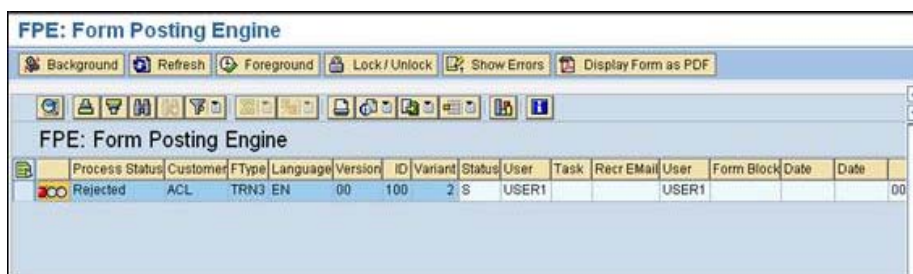 FPE: Form Posting Engine
Background Refresh Foreground Lock / Unlock Show Errors Display Form as PDF
FPE: Form Posting Engine
Process Status Customer FType Language Version ID Variant Status User Task Recr EMail User Form Block Date Date
Rejected ACL TRN3 EN 00 100 2 S USER1 USER1 00